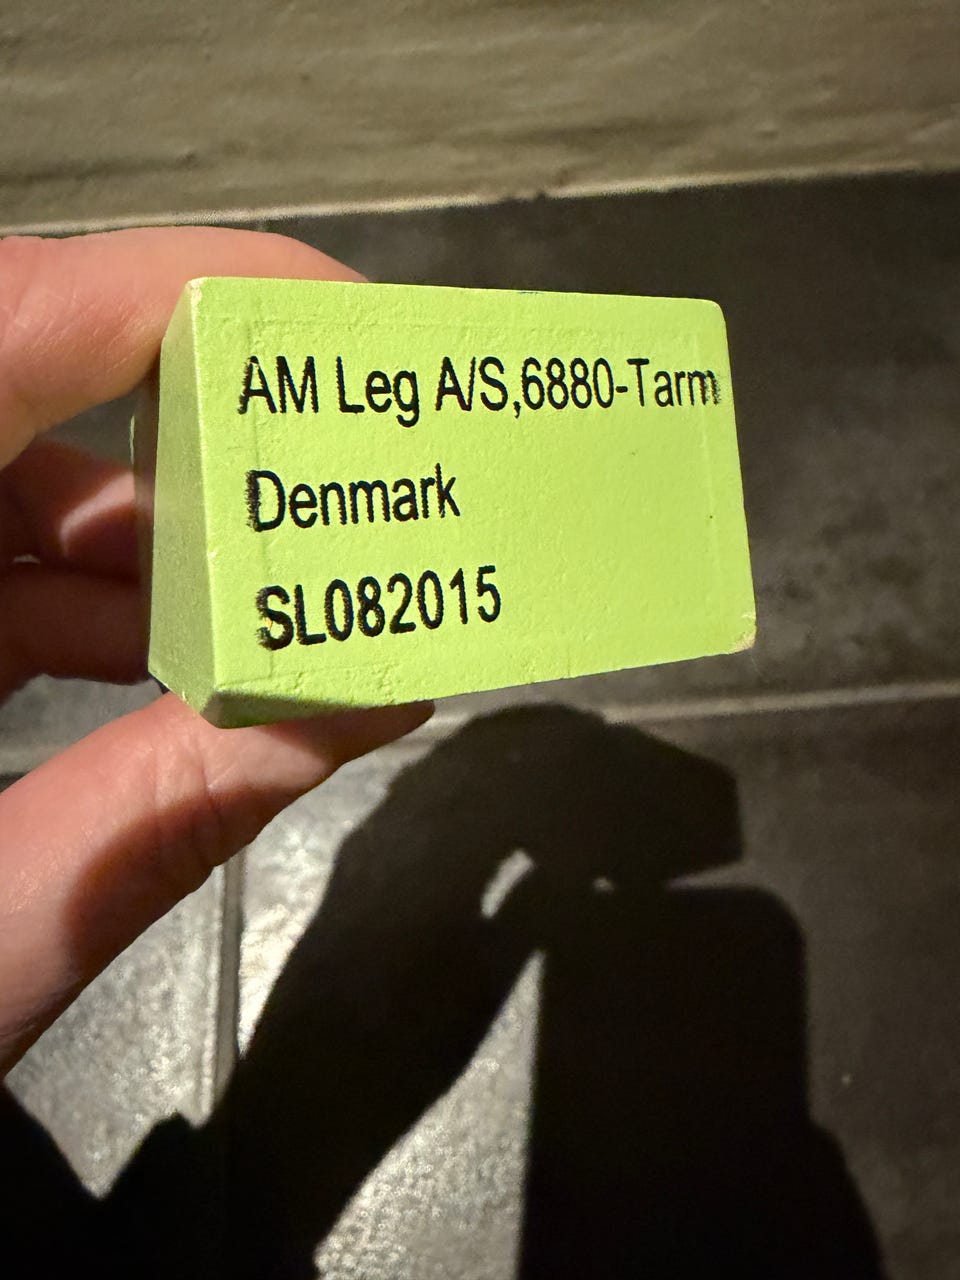 AM Leg A/S,6880-Tarm
Denmark
SL082015